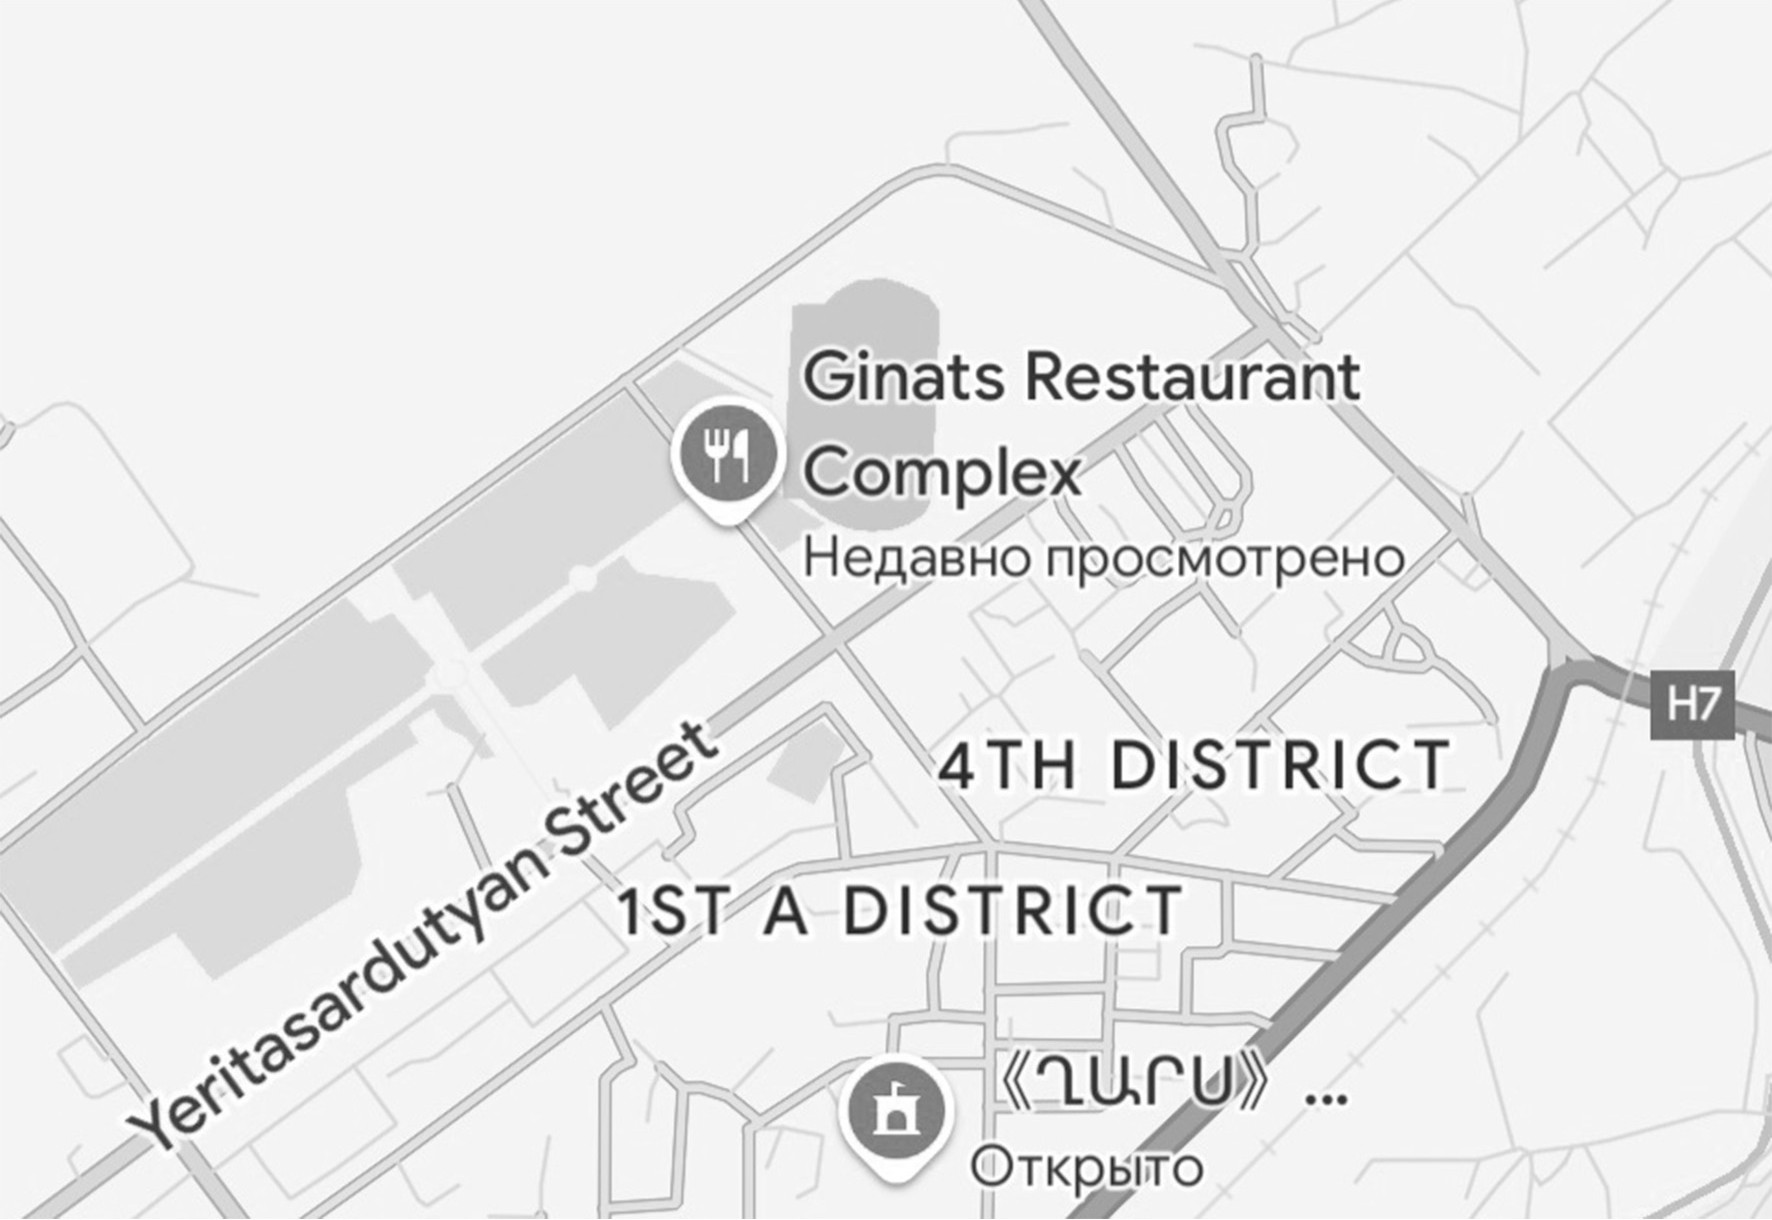 Ginats Restaurant
Complex
Недавно просмотрено
H7
Yeritasardutyan Street
4TH DISTRICT
1ST A DISTRICT
《ՂԱՐՍ》 ...
Открыто